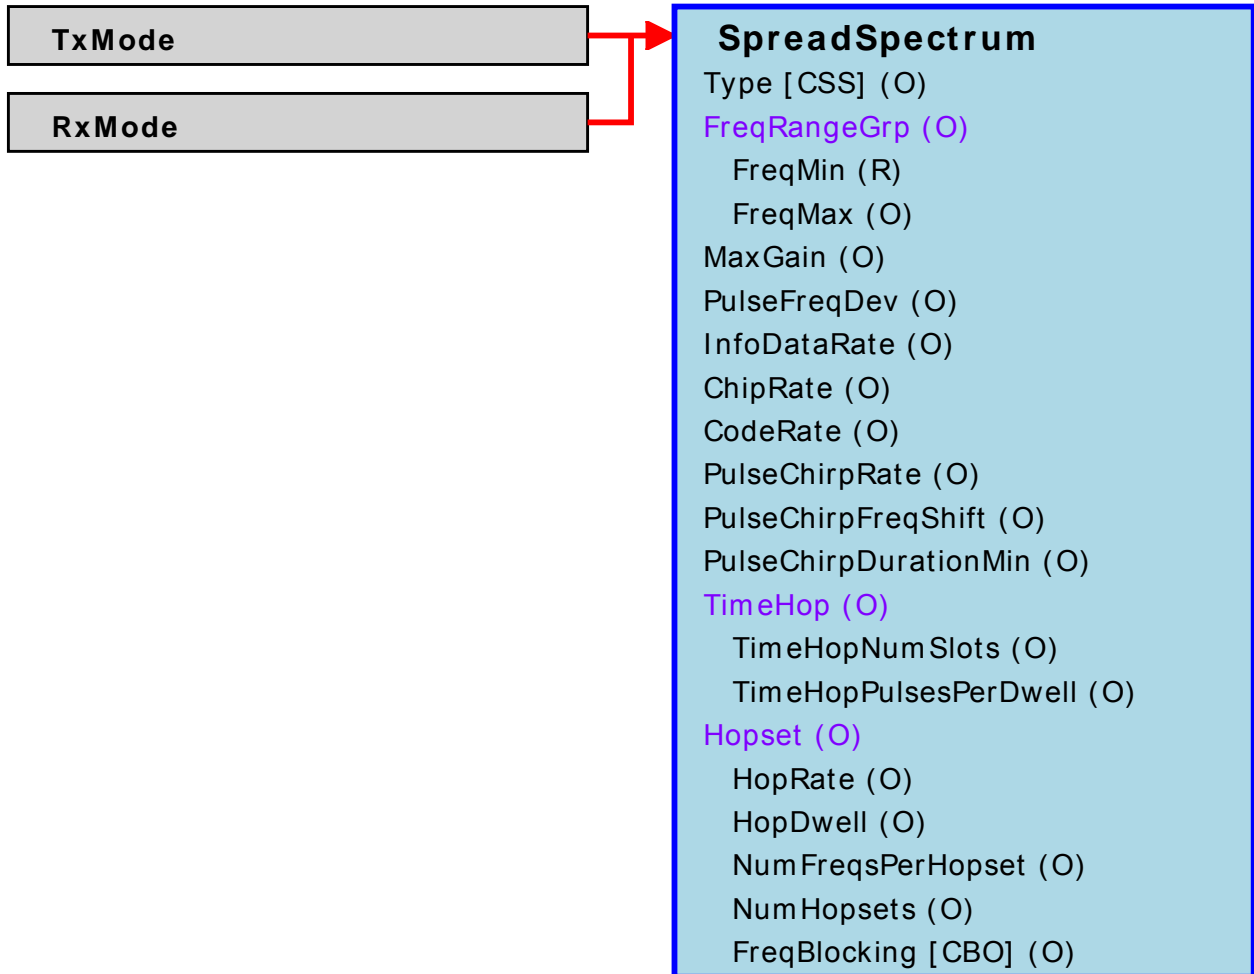 TxMode
RxMode
SpreadSpectrum
Type [CSS] (O)
FreqRangeGrp (O)
FreqMin (R)
FreqMax (O)
MaxGain (O)
PulseFreqDev (O)
InfoDataRate (O)
ChipRate (O)
CodeRate (O)
PulseChirpRate (O)
PulseChirpFreqShift (O)
PulseChirpDurationMin (O)
TimeHop (O)
TimeHopNumSlots (O)
TimeHopPulsesPerDwell (O)
Hopset (O)
HopRate (O)
HopDwell (O)
NumFreqsPerHopset (O)
NumHopsets (O)
FreqBlocking [CBO] (O)